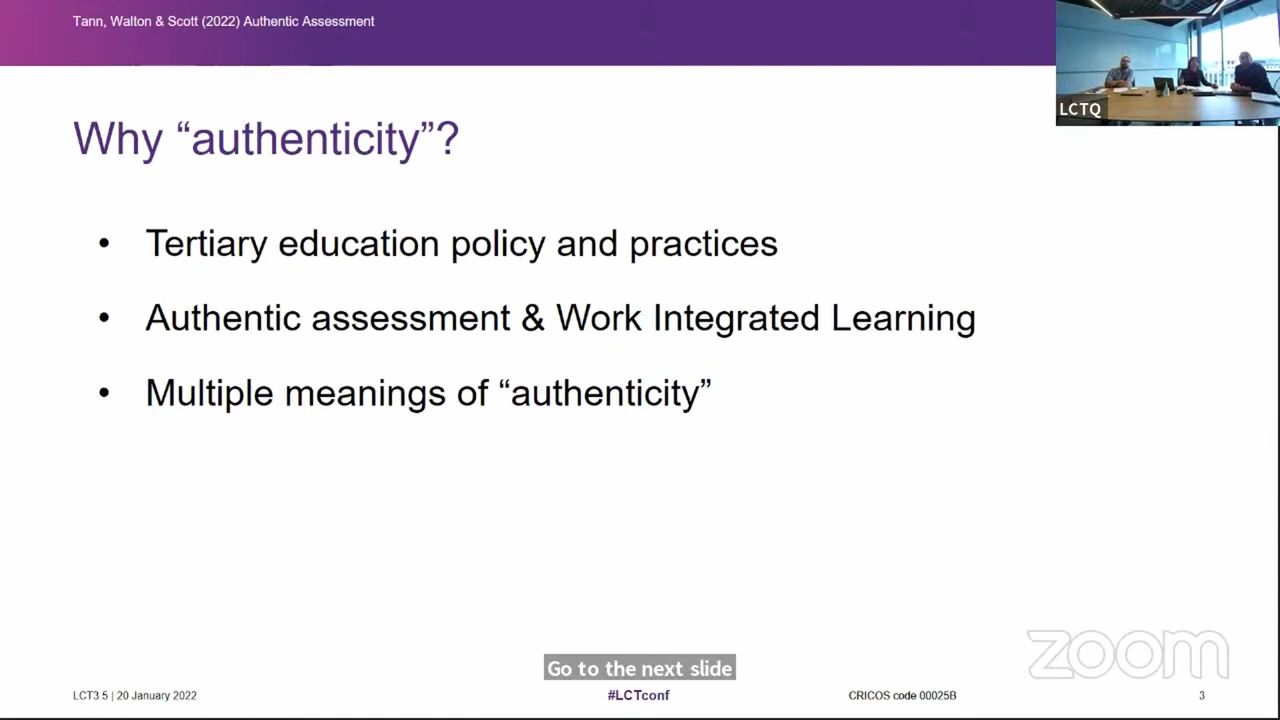 Tann, Walton & Scott (2022) Authentic Assessment
LCTQ
Why “authenticity”?
• Tertiary education policy and practices
• Authentic assessment & Work Integrated Learning
• Multiple meanings of “authenticity”
zoom
Go to the next slide
LCT3 5 | 20 January 2022
#LCTconf
CRICOS code 00025B
3